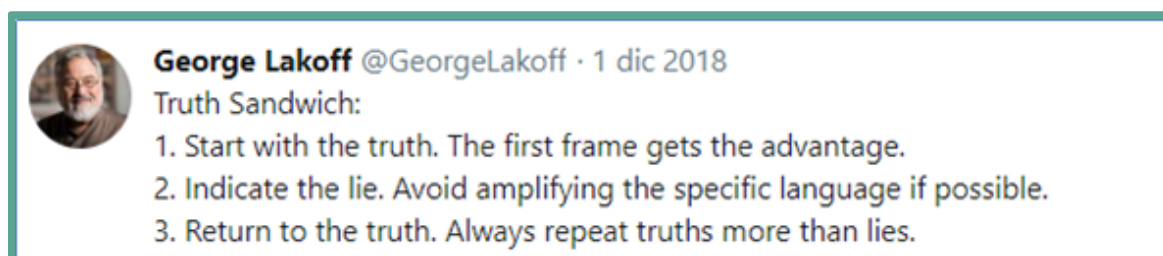 George Lakoff @GeorgeLakoff · 1 dic 2018
Truth Sandwich:
1. Start with the truth. The first frame gets the advantage.
2. Indicate the lie. Avoid amplifying the specific language if possible.
3. Return to the truth. Always repeat truths more than lies.